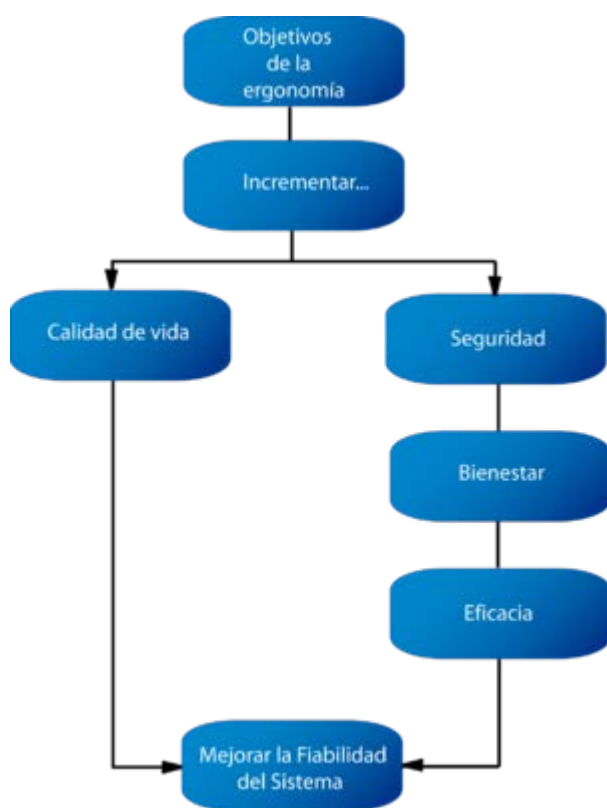 Objetivos
de la
ergonomía
Incrementar...
Calidad de vida
Seguridad
Bienestar
Eficacia
Mejorar la Fiabilidad
del Sistema